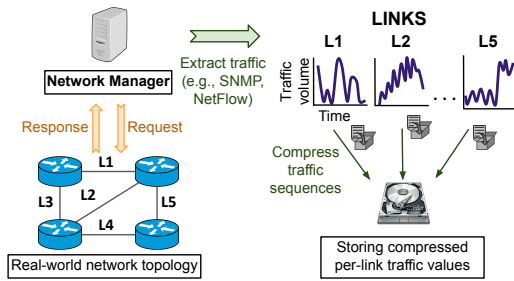 LINKS
L1
L2
L5
Network Manager
Extract traffic
(e.g., SNMP,
NetFlow)
Traffic
volume
. . .
Time
Response
Request
Compress
traffic
sequences
L1
L2
L3
L5
L4
Real-world network topology
Storing compressed
per-link traffic values